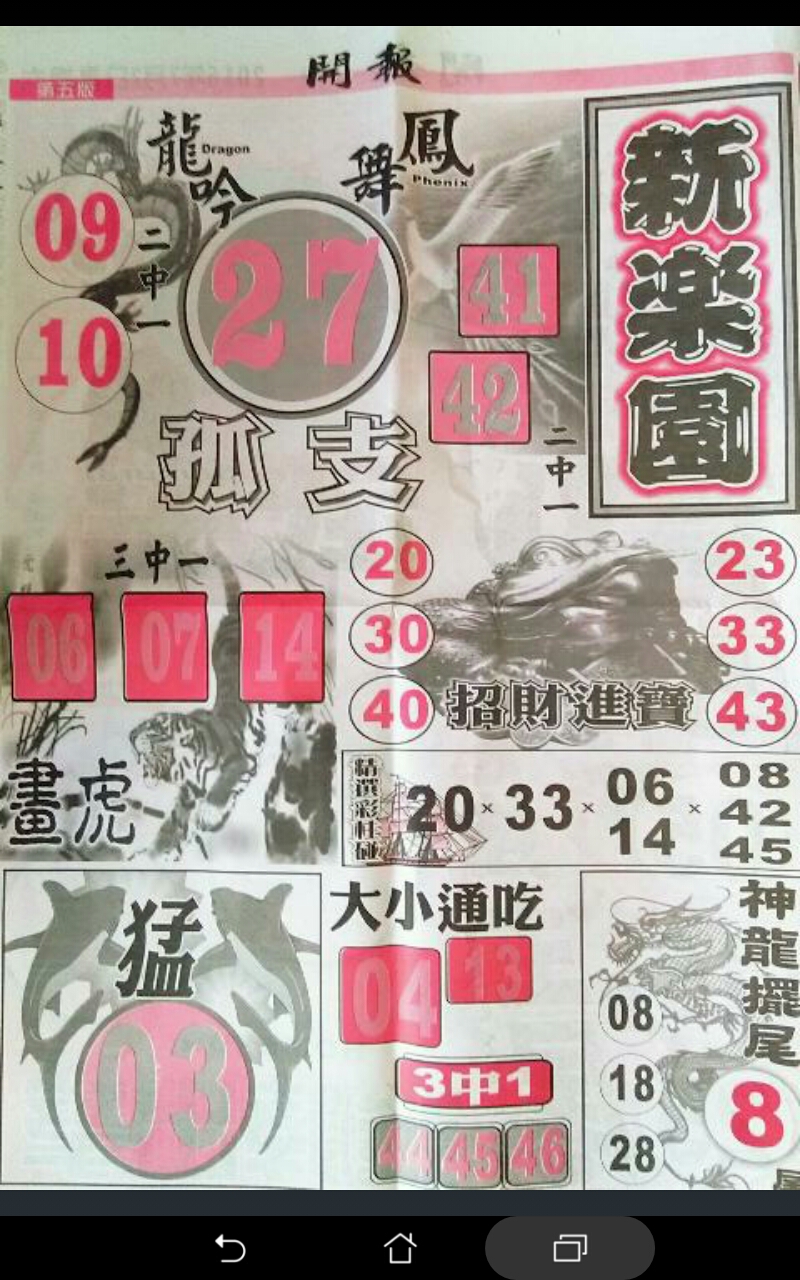 開報
第五版
龍吟
Dragon
鳳舞
Phenix
新楽園
09
10
二中一
27
41
42
二中一
孤支
三中一
06 07 14
畫虎
20 23
30 33
40 43
招財進寶
精選彩柱碰
20×33×06 14×08 42 45
猛
03
大小通吃
04 13
3中1
44 45 46
神龍擺尾
08
18
28
8